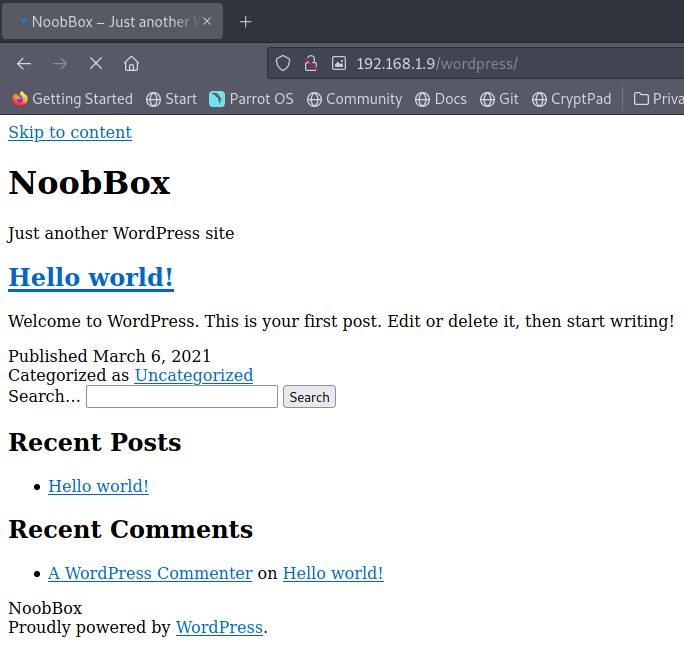 NoobBox – Just another W
192.168.1.9/wordpress/
Getting Started Start Parrot OS Community Docs Git CryptPad Priva
Skip to content
NoobBox
Just another WordPress site
Hello world!
Welcome to WordPress. This is your first post. Edit or delete it, then start writing!
Published March 6, 2021
Categorized as Uncategorized
Search… Search
Recent Posts
Hello world!
Recent Comments
A WordPress Commenter on Hello world!
NoobBox
Proudly powered by WordPress.